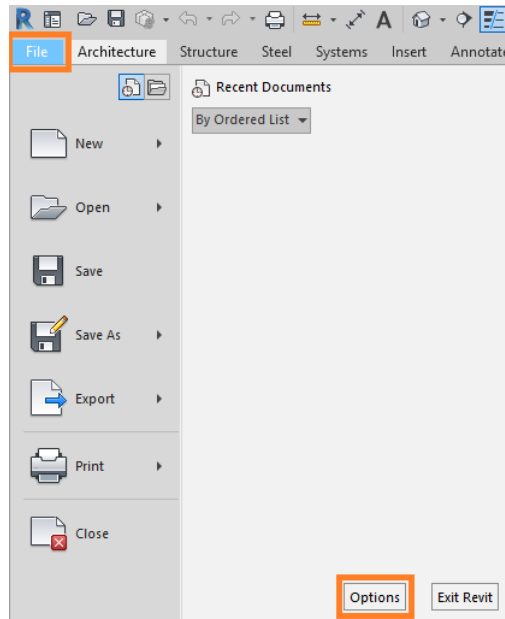 File Architecture Structure Steel Systems Insert Annotate
Recent Documents
By Ordered List
New
Open
Save
Save As
Export
Print
Close
Options Exit Revit